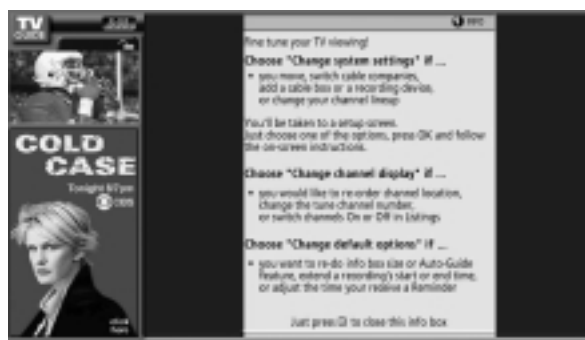 TV
GUIDE
INFO
Fine tune your TV viewing!
Choose "Change system settings" if ...
• you move, switch cable companies,
add a cable box or a recording device,
or change your channel lineup
You'll be taken to a setup screen.
Just choose one of the options, press OK and follow
the on-screen instructions.
Choose "Change channel display" if ...
• you would like to re-order channel location,
change the tune channel number,
or switch channels On or Off in Listings
Choose "Change default options" if ...
• you want to re-do info box size or Auto-Guide
Feature, extend a recording's start or end time,
or adjust the time your receive a Reminder
Just press to close this info box
COLD
CASE
Tonight 8/7pm
CBS